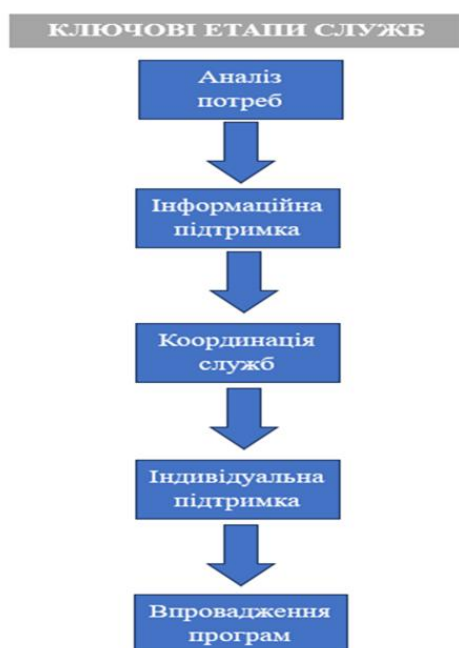 КЛЮЧОВІ ЕТАПИ СЛУЖБ
Аналіз
потреб
Інформаційна
підтримка
Координація
служб
Індивідуальна
підтримка
Впровадження
програм